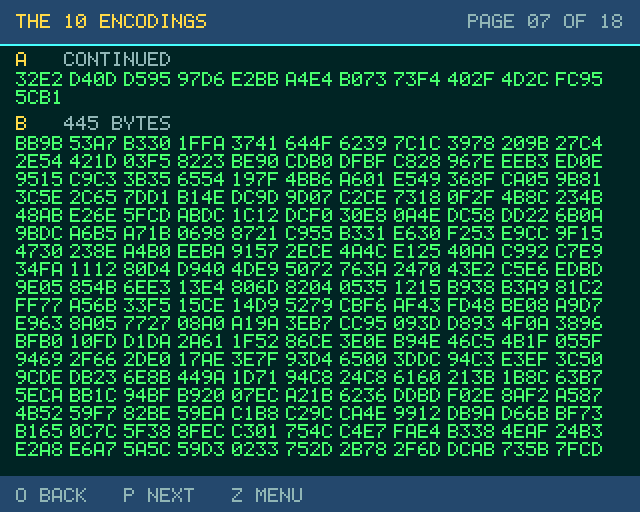 THE 10 ENCODINGS PAGE 07 OF 18
A CONTINUED
32E2 D40D D595 97D6 E2BB A4E4 B073 73F4 402F 4D2C FC95
5CB1
B 445 BYTES
BB9B 53A7 B330 1FFA 3741 644F 6239 7C1C 3978 209B 27C4
2E54 421D 03F5 8223 BE90 CDB0 DFBF C828 967E EEB3 ED0E
9515 C9C3 3B35 6554 197F 4BB6 A601 E549 368F CA05 9B81
3C5E 2C65 7DD1 B14E DC9D 9D07 C2CE 7318 0F2F 4B8C 234B
48AB E26E 5FCD ABDC 1C12 DCF0 30E8 0A4E DC58 DD22 6B0A
9BDC A6B5 A71B 0698 8721 C955 B331 E630 F253 E9CC 9F15
4730 238E A4B0 EEBA 9157 2ECE 4A4C E125 40AA C992 C7E9
34FA 1112 80D4 D940 4DE9 5072 763A 2470 43E2 C5E6 EDBD
9E05 854B 6EE3 13E4 806D 8204 0535 1215 B938 B3A9 81C2
FF77 A56B 33F5 15CE 14D9 5279 CBF6 AF43 FD48 BE08 A9D7
E963 8A05 7727 08A0 A19A 3EB7 CC95 093D D893 4F0A 3896
BFB0 10FD D1DA 2A61 1F52 86CE 3E0E B94E 46C5 4B1F 055F
9469 2F66 2DE0 17AE 3E7F 93D4 6500 3DDC 94C3 E3EF 3C50
9CDE DB23 6E8B 449A 1D71 94C8 24C8 6160 213B 1B8C 63B7
5ECA BB1C 94BF B920 07EC A21B 6236 DDBD F02E 8AF2 A587
4B52 59F7 82BE 59EA C1B8 C29C CA4E 9912 DB9A D66B BF73
B165 0C7C 5F38 8FEC C301 754C C4E7 FAE4 B338 4EAF 24B3
E2A8 E6A7 5A5C 59D3 0233 752D 2B78 2F6D DCAB 735B 7FCD
O BACK P NEXT Z MENU